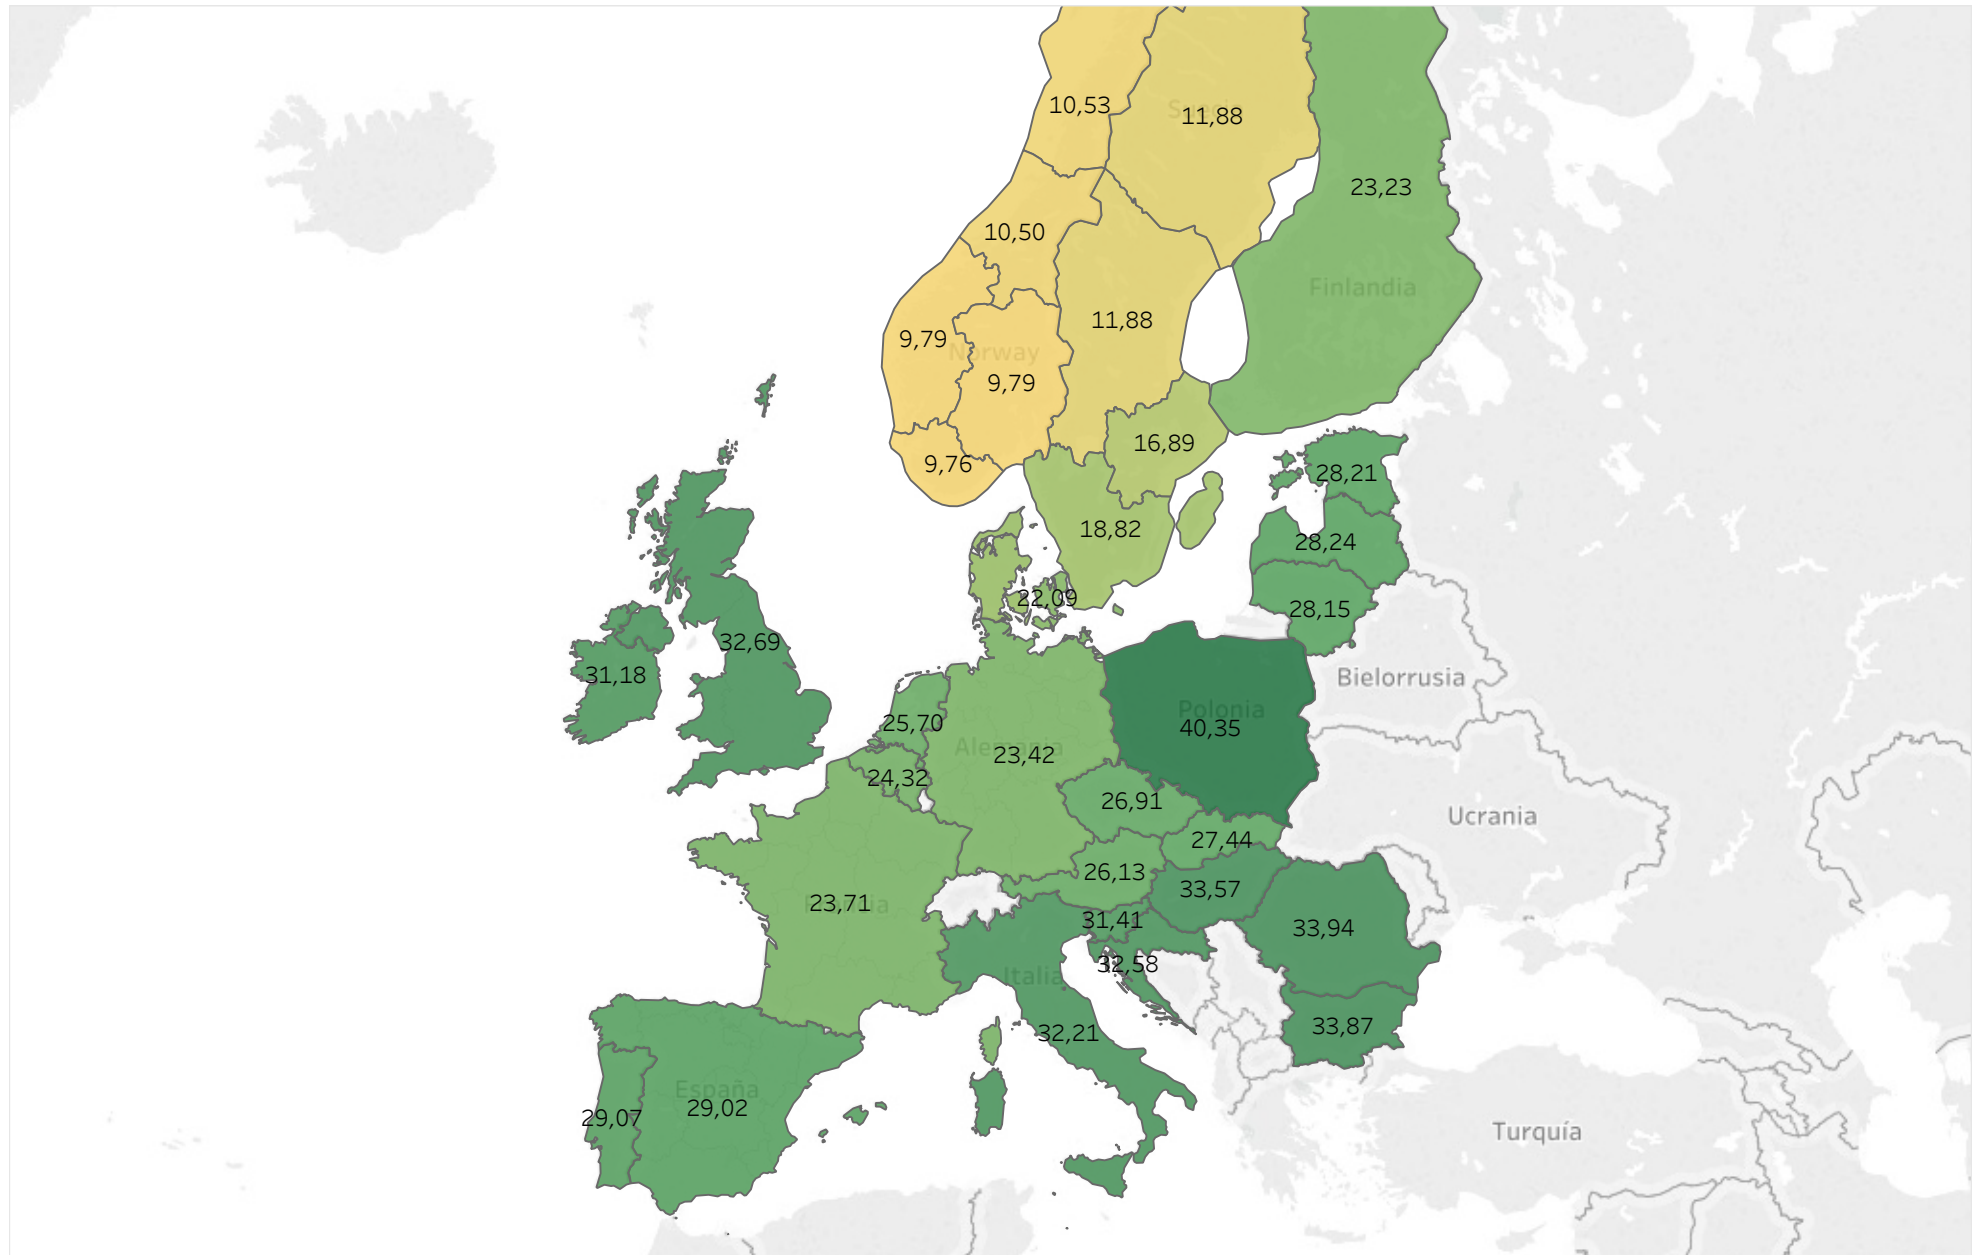 10,53
Suecia
11,88
23,23
10,50
Finlandia
11,88
9,79
Norway
9,79
16,89
9,76
28,21
18,82
28,24
22,09
28,15
32,69
31,18
Bielorrusia
Polonia
40,35
25,70
Alemania
23,42
24,32
26,91
Ucrania
27,44
26,13
33,57
23,71
Francia
31,41
33,94
32,58
Italia
33,87
32,21
España
29,02
29,07
Turquía